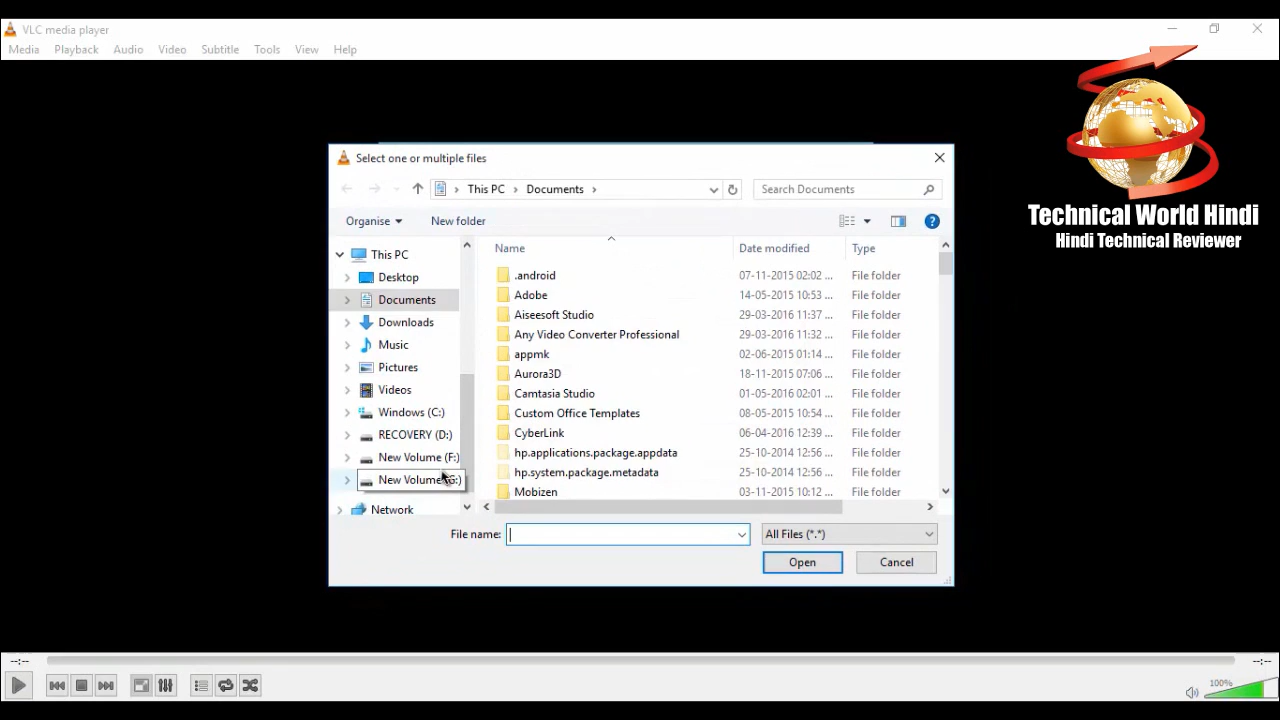 VLC media player
Media Playback Audio Video Subtitle Tools View Help
Technical World Hindi
Hindi Technical Reviewer
Select one or multiple files
This PC Documents
Search Documents
Organise New folder
Name Date modified Type
This PC
Desktop
Documents
Downloads
Music
Pictures
Videos
Windows (C:)
RECOVERY (D:)
New Volume (F:)
New Volume (G:)
Network
.android 07-11-2015 02:02 ... File folder
Adobe 14-05-2015 10:53 ... File folder
Aiseesoft Studio 29-03-2016 11:37 ... File folder
Any Video Converter Professional 29-03-2016 11:32 ... File folder
appmk 02-06-2015 01:14 ... File folder
Aurora3D 18-11-2015 07:06 ... File folder
Camtasia Studio 01-05-2016 02:01 ... File folder
Custom Office Templates 08-05-2015 10:54 ... File folder
CyberLink 06-04-2016 12:39 ... File folder
hp.applications.package.appdata 25-10-2014 12:56 ... File folder
hp.system.package.metadata 25-10-2014 12:56 ... File folder
Mobizen 03-11-2015 10:12 ... File folder
File name: All Files (*.*)
Open Cancel
--:-- --:--
100%